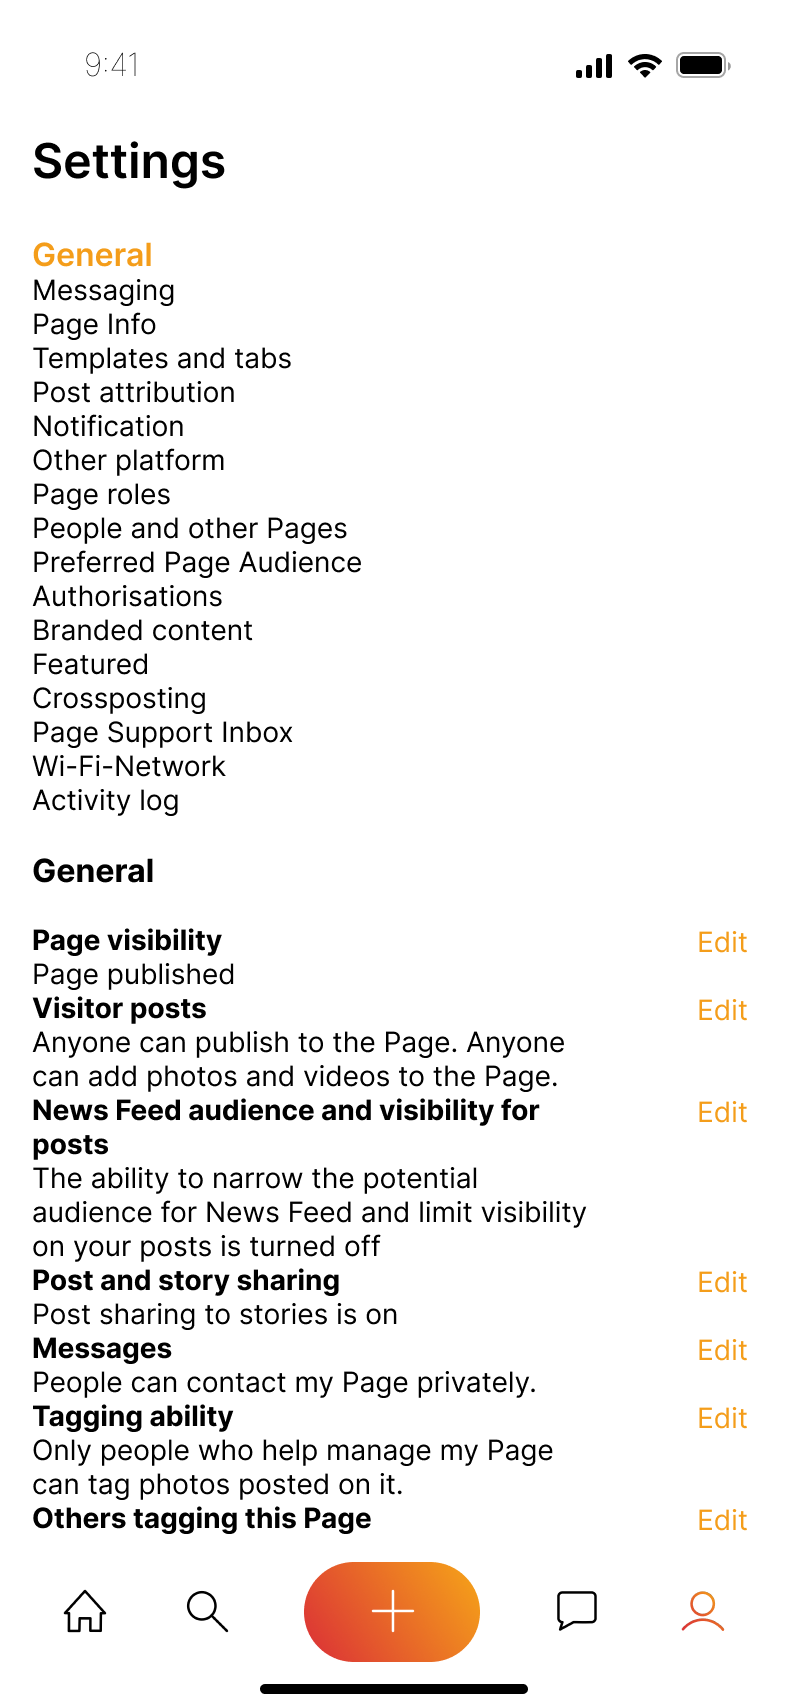 9:41
Settings
General
Messaging
Page Info
Templates and tabs
Post attribution
Notification
Other platform
Page roles
People and other Pages
Preferred Page Audience
Authorisations
Branded content
Featured
Crossposting
Page Support Inbox
Wi-Fi-Network
Activity log
General
Page visibility Edit
Page published
Visitor posts Edit
Anyone can publish to the Page. Anyone
can add photos and videos to the Page.
News Feed audience and visibility for Edit
posts
The ability to narrow the potential
audience for News Feed and limit visibility
on your posts is turned off
Post and story sharing Edit
Post sharing to stories is on
Messages Edit
People can contact my Page privately.
Tagging ability Edit
Only people who help manage my Page
can tag photos posted on it.
Others tagging this Page Edit